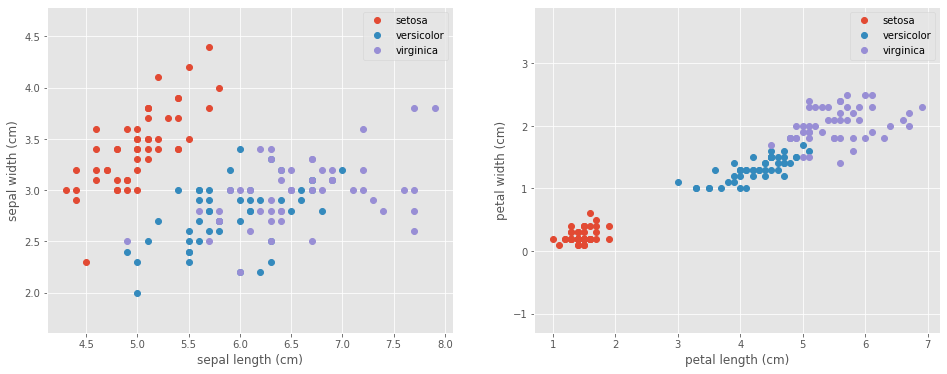 setosa
versicolor
virginica
4.5
4.0
3.5
3.0
2.5
2.0
sepal width (cm)
4.5 5.0 5.5 6.0 6.5 7.0 7.5 8.0
sepal length (cm)
setosa
versicolor
virginica
3
2
1
0
−1
petal width (cm)
1 2 3 4 5 6 7
petal length (cm)